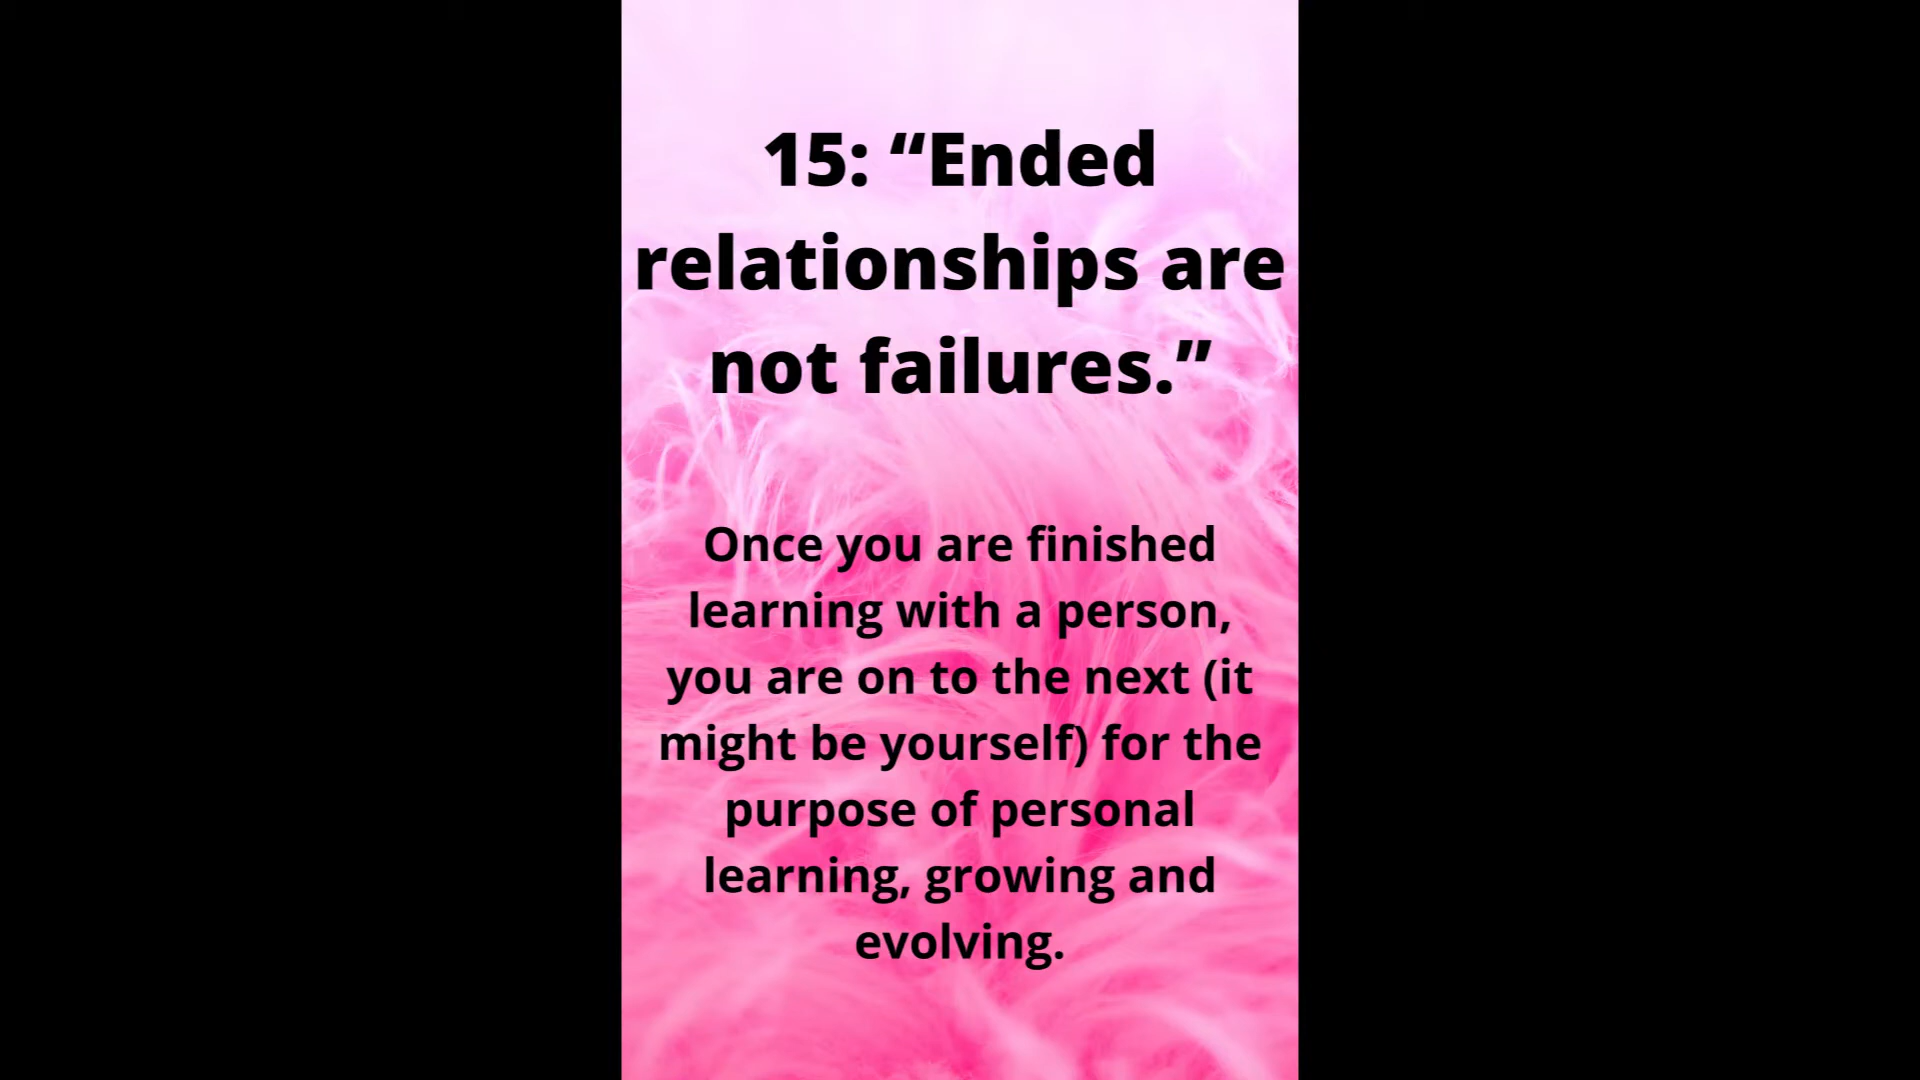 15: “Ended
relationships are
not failures.”
Once you are finished
learning with a person,
you are on to the next (it
might be yourself) for the
purpose of personal
learning, growing and
evolving.